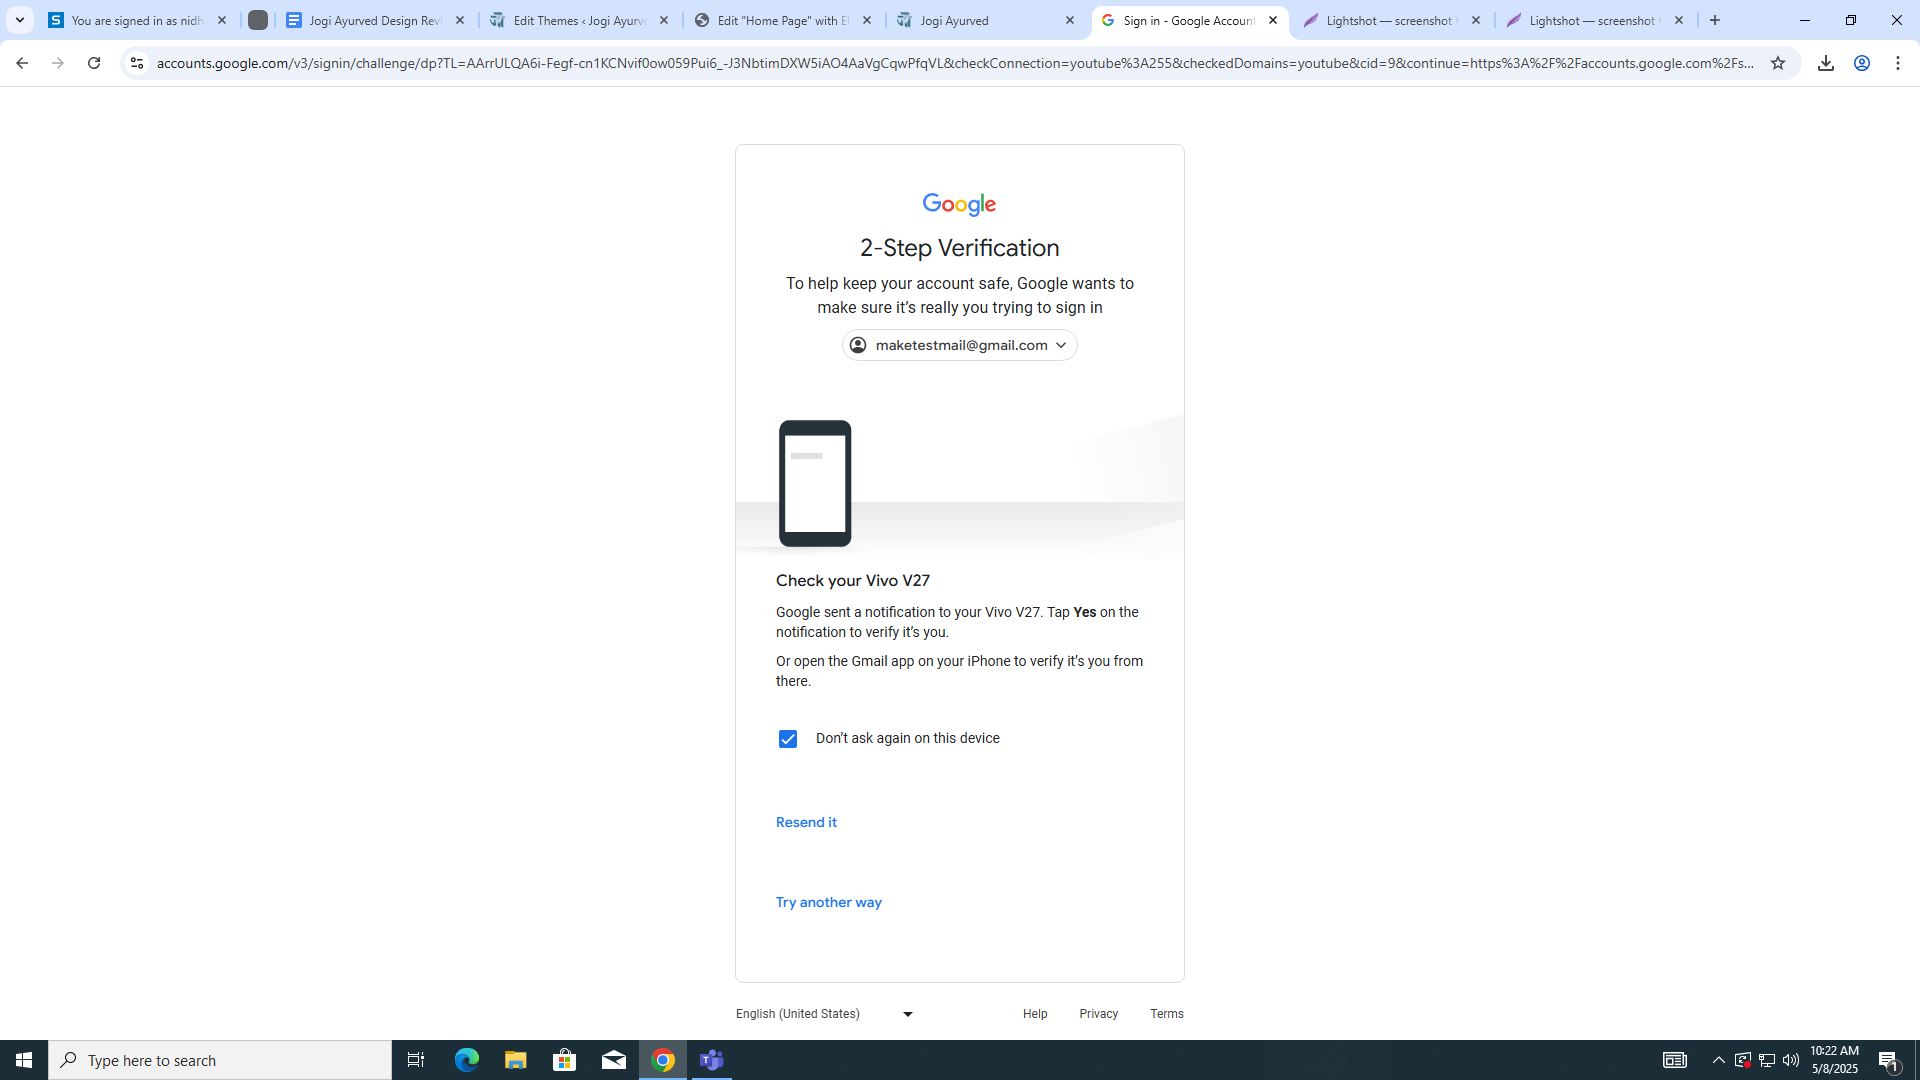 You are signed in as nidh
Jogi Ayurved Design Revi
Edit Themes ‹ Jogi Ayurve
Edit "Home Page" with El
Jogi Ayurved
Sign in - Google Account
Lightshot — screenshot t
Lightshot — screenshot t
accounts.google.com/v3/signin/challenge/dp?TL=AArrULQA6i-Fegf-cn1KCNvif0ow059Pui6_-J3NbtimDXW5iAO4AaVgCqwPfqVL&checkConnection=youtube%3A255&checkedDomains=youtube&cid=9&continue=https%3A%2F%2Faccounts.google.com%2Fs...
Google
2-Step Verification
To help keep your account safe, Google wants to
make sure it’s really you trying to sign in
maketestmail@gmail.com
Check your Vivo V27
Google sent a notification to your Vivo V27. Tap Yes on the
notification to verify it’s you.
Or open the Gmail app on your iPhone to verify it’s you from
there.
Don’t ask again on this device
Resend it
Try another way
English (United States)
Help
Privacy
Terms
Type here to search
10:22 AM
5/8/2025
1